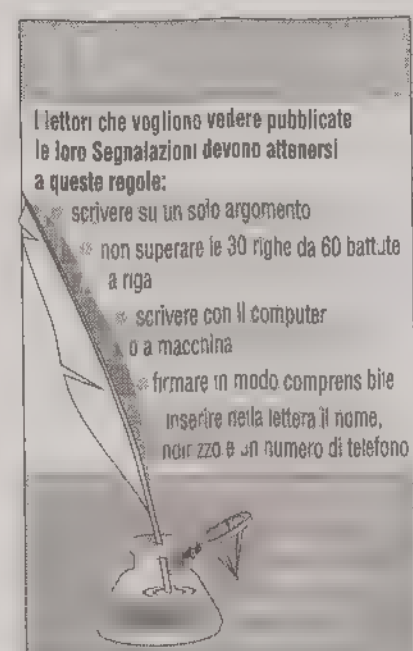 I lettori che vogliono vedere pubblicate
le loro Segnalazioni devono attenersi
a queste regole:
scrivere su un solo argomento
non superare le 30 righe da 60 battute
a riga
scrivere con il computer
o a macchina
firmare in modo comprens bile
inserire nella lettera il nome,
e un numero di telefono